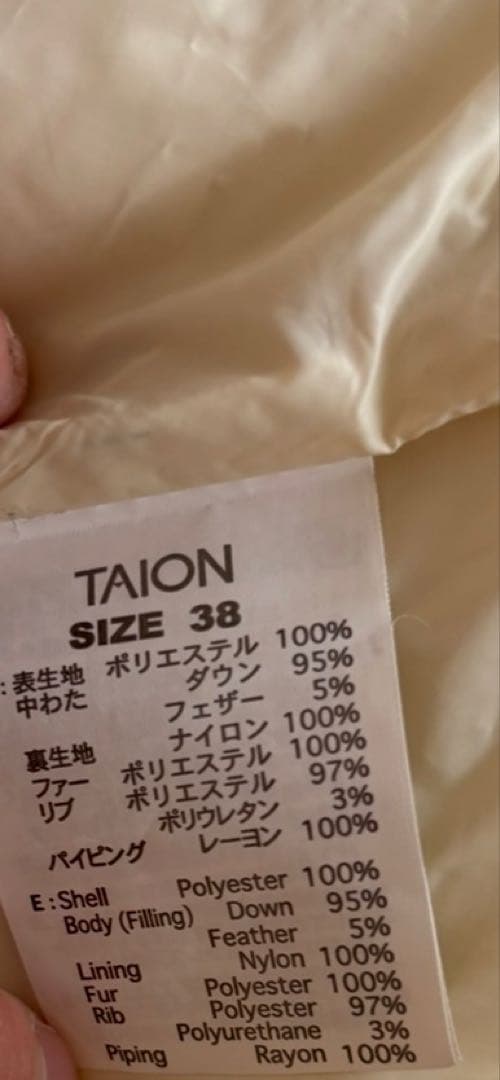 TAION
SIZE 38
: 表生地 ポリエステル 100%
中わた ダウン 95%
フェザー 5%
裏生地 ナイロン 100%
ファー ポリエステル 100%
リブ ポリエステル 97%
ポリウレタン 3%
パイピング レーヨン 100%
E : Shell Polyester 100%
Body (Filling) Down 95%
Feather 5%
Lining Nylon 100%
Fur Polyester 100%
Rib Polyester 97%
Polyurethane 3%
Piping Rayon 100%